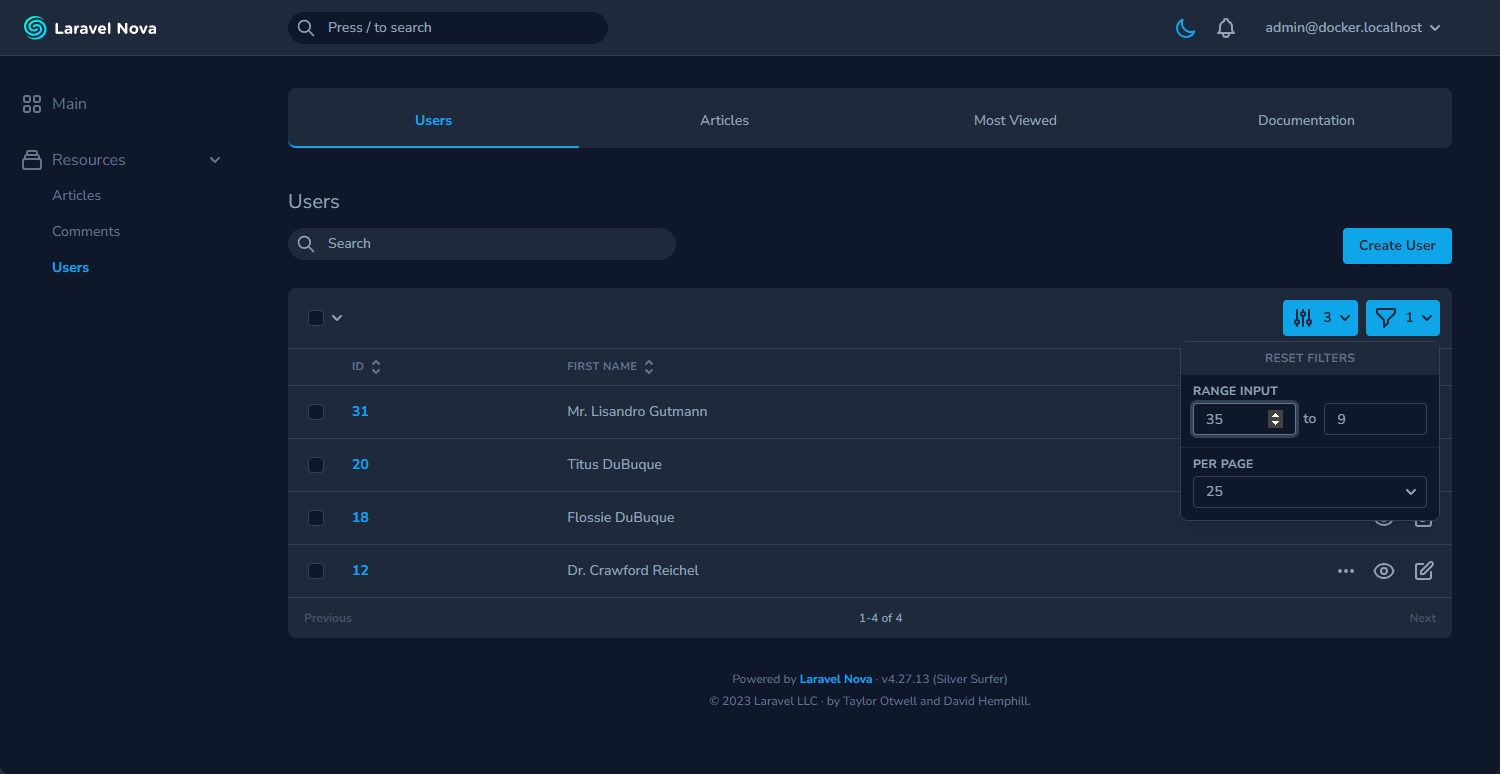 Laravel Nova
Press / to search
admin@docker.localhost
Main
Resources
Articles
Comments
Users
Users
Articles
Most Viewed
Documentation
Users
Search
Create User
3
1
RESET FILTERS
RANGE INPUT
35 to 9
PER PAGE
25
ID FIRST NAME
31 Mr. Lisandro Gutmann
20 Titus DuBuque
18 Flossie DuBuque
12 Dr. Crawford Reichel
Previous 1-4 of 4 Next
Powered by Laravel Nova · v4.27.13 (Silver Surfer)
© 2023 Laravel LLC · by Taylor Otwell and David Hemphill.